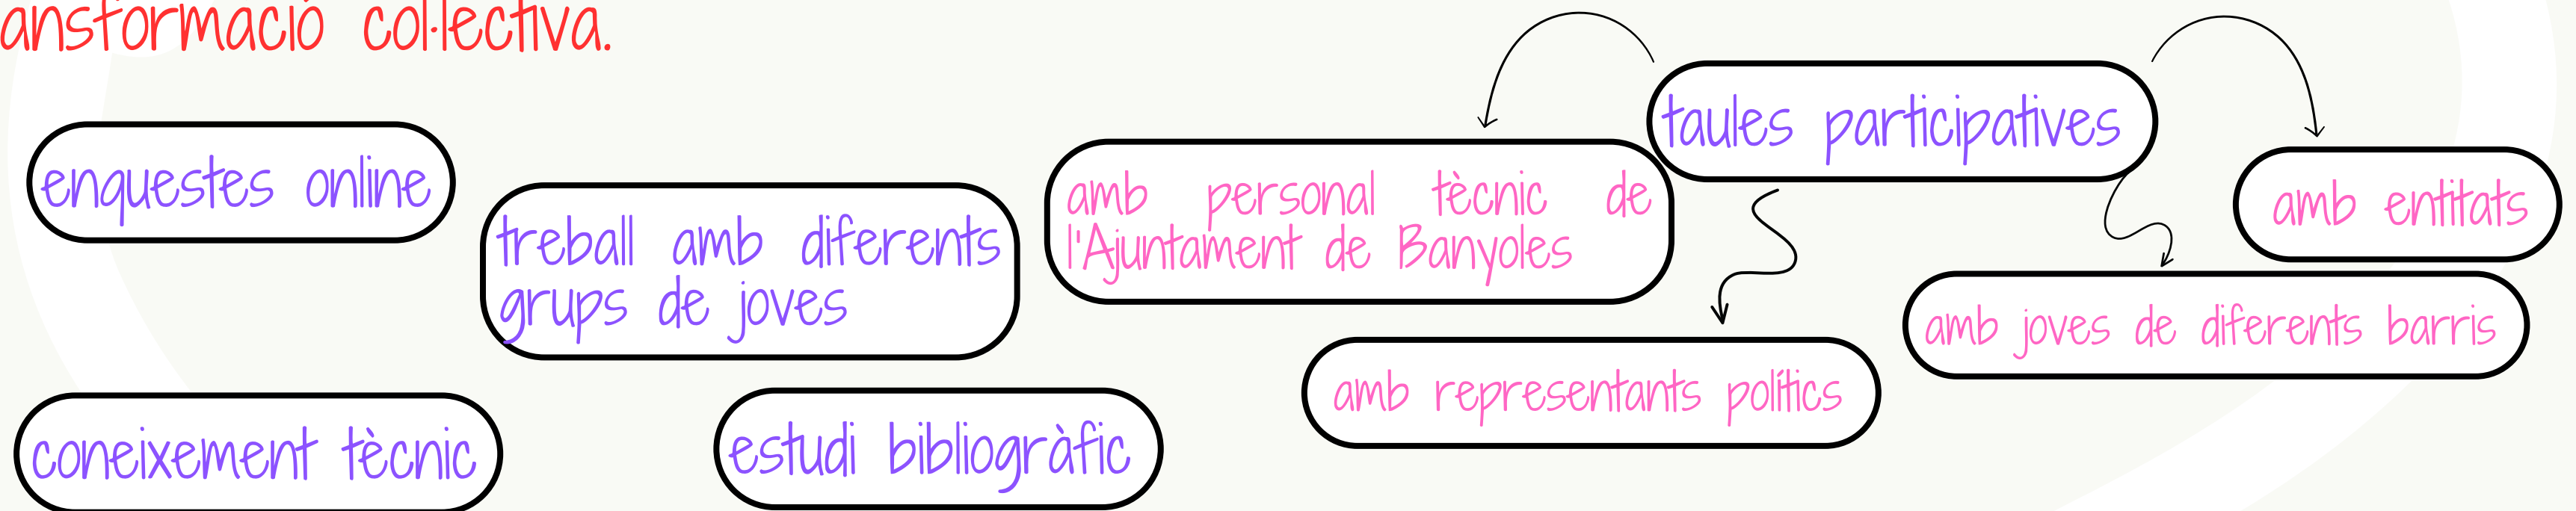 ansformació col·lectiva.
enquestes online
treball amb diferents
grups de joves
coneixement tècnic
estudi bibliogràfic
taules participatives
amb personal tècnic de
l'Ajuntament de Banyoles
amb representants polítics
amb joves de diferents barris
amb entitats